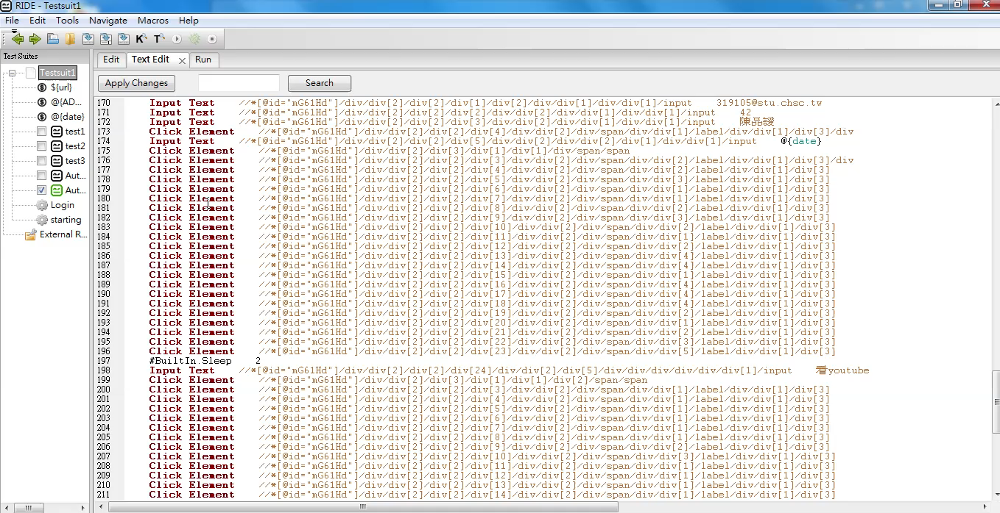 RIDE - Testsuit1
File Edit Tools Navigate Macros Help
Test Suites
Testsuit1
${url}
@{AD...
@{date}
test1
test2
test3
Aut...
Aut...
Login
starting
External R...
Edit Text Edit Run
Apply Changes Search
170 Input Text //*[@id="mG61Hd"]/div/div[2]/div[2]/div[1]/div/div[2]/div[1]/div/div[1]/input 319105@stu.chsc.tw
171 Input Text //*[@id="mG61Hd"]/div/div[2]/div[2]/div[2]/div/div[2]/div/div[1]/div/div[1]/input 42
172 Input Text //*[@id="mG61Hd"]/div/div[2]/div[2]/div[3]/div/div[2]/div/div[1]/div/div[1]/input 陳品諼
173 Click Element //*[@id="mG61Hd"]/div/div[2]/div[2]/div[4]/div/div[2]/div/span/div/div[1]/label/div/div[1]/div[3]/div
174 Input Text //*[@id="mG61Hd"]/div/div[2]/div[2]/div[5]/div/div[2]/div/div[2]/div[1]/div/div[1]/input @{date}
175 Click Element //*[@id="mG61Hd"]/div/div[2]/div[3]/div[1]/div[1]/div/span/span
176 Click Element //*[@id="mG61Hd"]/div/div[2]/div[2]/div[3]/div/div[2]/div/span/div/div[2]/label/div/div[1]/div[3]/div
177 Click Element //*[@id="mG61Hd"]/div/div[2]/div[2]/div[4]/div/div[2]/div/span/div/div[2]/label/div/div[1]/div[3]
178 Click Element //*[@id="mG61Hd"]/div/div[2]/div[2]/div[5]/div/div[2]/div/span/div/div[3]/label/div/div[1]/div[3]
179 Click Element //*[@id="mG61Hd"]/div/div[2]/div[2]/div[6]/div/div[2]/div/span/div/div[1]/label/div/div[1]/div[3]
180 Click Element //*[@id="mG61Hd"]/div/div[2]/div[2]/div[7]/div/div[2]/div/span/div/div[2]/label/div/div[1]/div[3]
181 Click Element //*[@id="mG61Hd"]/div/div[2]/div[2]/div[8]/div/div[2]/div/span/div/div[2]/label/div/div[1]/div[3]
182 Click Element //*[@id="mG61Hd"]/div/div[2]/div[2]/div[9]/div/div[2]/div/span/div/div[3]/label/div/div[1]/div[3]
183 Click Element //*[@id="mG61Hd"]/div/div[2]/div[2]/div[10]/div/div[2]/div/span/div/div[2]/label/div/div[1]/div[3]
184 Click Element //*[@id="mG61Hd"]/div/div[2]/div[2]/div[11]/div/div[2]/div/span/div/div[1]/label/div/div[1]/div[3]
185 Click Element //*[@id="mG61Hd"]/div/div[2]/div[2]/div[12]/div/div[2]/div/span/div/div[2]/label/div/div[1]/div[3]
186 Click Element //*[@id="mG61Hd"]/div/div[2]/div[2]/div[13]/div/div[2]/div/span/div/div[4]/label/div/div[1]/div[3]
187 Click Element //*[@id="mG61Hd"]/div/div[2]/div[2]/div[14]/div/div[2]/div/span/div/div[4]/label/div/div[1]/div[3]
188 Click Element //*[@id="mG61Hd"]/div/div[2]/div[2]/div[15]/div/div[2]/div/span/div/div[1]/label/div/div[1]/div[3]
189 Click Element //*[@id="mG61Hd"]/div/div[2]/div[2]/div[16]/div/div[2]/div/span/div/div[4]/label/div/div[1]/div[3]
190 Click Element //*[@id="mG61Hd"]/div/div[2]/div[2]/div[17]/div/div[2]/div/span/div/div[4]/label/div/div[1]/div[3]
191 Click Element //*[@id="mG61Hd"]/div/div[2]/div[2]/div[18]/div/div[2]/div/span/div/div[4]/label/div/div[1]/div[3]
192 Click Element //*[@id="mG61Hd"]/div/div[2]/div[2]/div[19]/div/div[2]/div/span/div/div[2]/label/div/div[1]/div[3]
193 Click Element //*[@id="mG61Hd"]/div/div[2]/div[2]/div[20]/div/div[2]/div/span/div/div[1]/label/div/div[1]/div[3]
194 Click Element //*[@id="mG61Hd"]/div/div[2]/div[2]/div[21]/div/div[2]/div/span/div/div[2]/label/div/div[1]/div[3]
195 Click Element //*[@id="mG61Hd"]/div/div[2]/div[2]/div[22]/div/div[2]/div/span/div/div[3]/label/div/div[1]/div[3]
196 Click Element //*[@id="mG61Hd"]/div/div[2]/div[2]/div[23]/div/div[2]/div/span/div/div[5]/label/div/div[1]/div[3]
197 #BuiltIn.Sleep 2
198 Input Text //*[@id="mG61Hd"]/div/div[2]/div[2]/div[24]/div/div[2]/div[5]/div/div/div/div/div/div[1]/input 看youtube
199 Click Element //*[@id="mG61Hd"]/div/div[2]/div[3]/div[1]/div[1]/div[2]/span/span
200 Click Element //*[@id="mG61Hd"]/div/div[2]/div[2]/div[3]/div/div[2]/div/span/div/div[1]/label/div/div[1]/div[3]
201 Click Element //*[@id="mG61Hd"]/div/div[2]/div[2]/div[4]/div/div[2]/div/span/div/div[1]/label/div/div[1]/div[3]
202 Click Element //*[@id="mG61Hd"]/div/div[2]/div[2]/div[5]/div/div[2]/div/span/div/div[1]/label/div/div[1]/div[3]
203 Click Element //*[@id="mG61Hd"]/div/div[2]/div[2]/div[6]/div/div[2]/div/span/div/div[1]/label/div/div[1]/div[3]
204 Click Element //*[@id="mG61Hd"]/div/div[2]/div[2]/div[7]/div/div[2]/div/span/div/div[1]/label/div/div[1]/div[3]
205 Click Element //*[@id="mG61Hd"]/div/div[2]/div[2]/div[8]/div/div[2]/div/span/div/div[1]/label/div/div[1]/div[3]
206 Click Element //*[@id="mG61Hd"]/div/div[2]/div[2]/div[9]/div/div[2]/div/span/div/div[2]/label/div/div[1]/div[3]
207 Click Element //*[@id="mG61Hd"]/div/div[2]/div[2]/div[10]/div/div[2]/div/span/div/div[3]/label/div/div[1]/div[3]
208 Click Element //*[@id="mG61Hd"]/div/div[2]/div[2]/div[11]/div/div[2]/div/span/div/div[1]/label/div/div[1]/div[3]
209 Click Element //*[@id="mG61Hd"]/div/div[2]/div[2]/div[12]/div/div[2]/div/span/div/div[1]/label/div/div[1]/div[3]
210 Click Element //*[@id="mG61Hd"]/div/div[2]/div[2]/div[13]/div/div[2]/div/span/div/div[1]/label/div/div[1]/div[3]
211 Click Element //*[@id="mG61Hd"]/div/div[2]/div[2]/div[14]/div/div[2]/div/span/div/div[1]/label/div/div[1]/div[3]